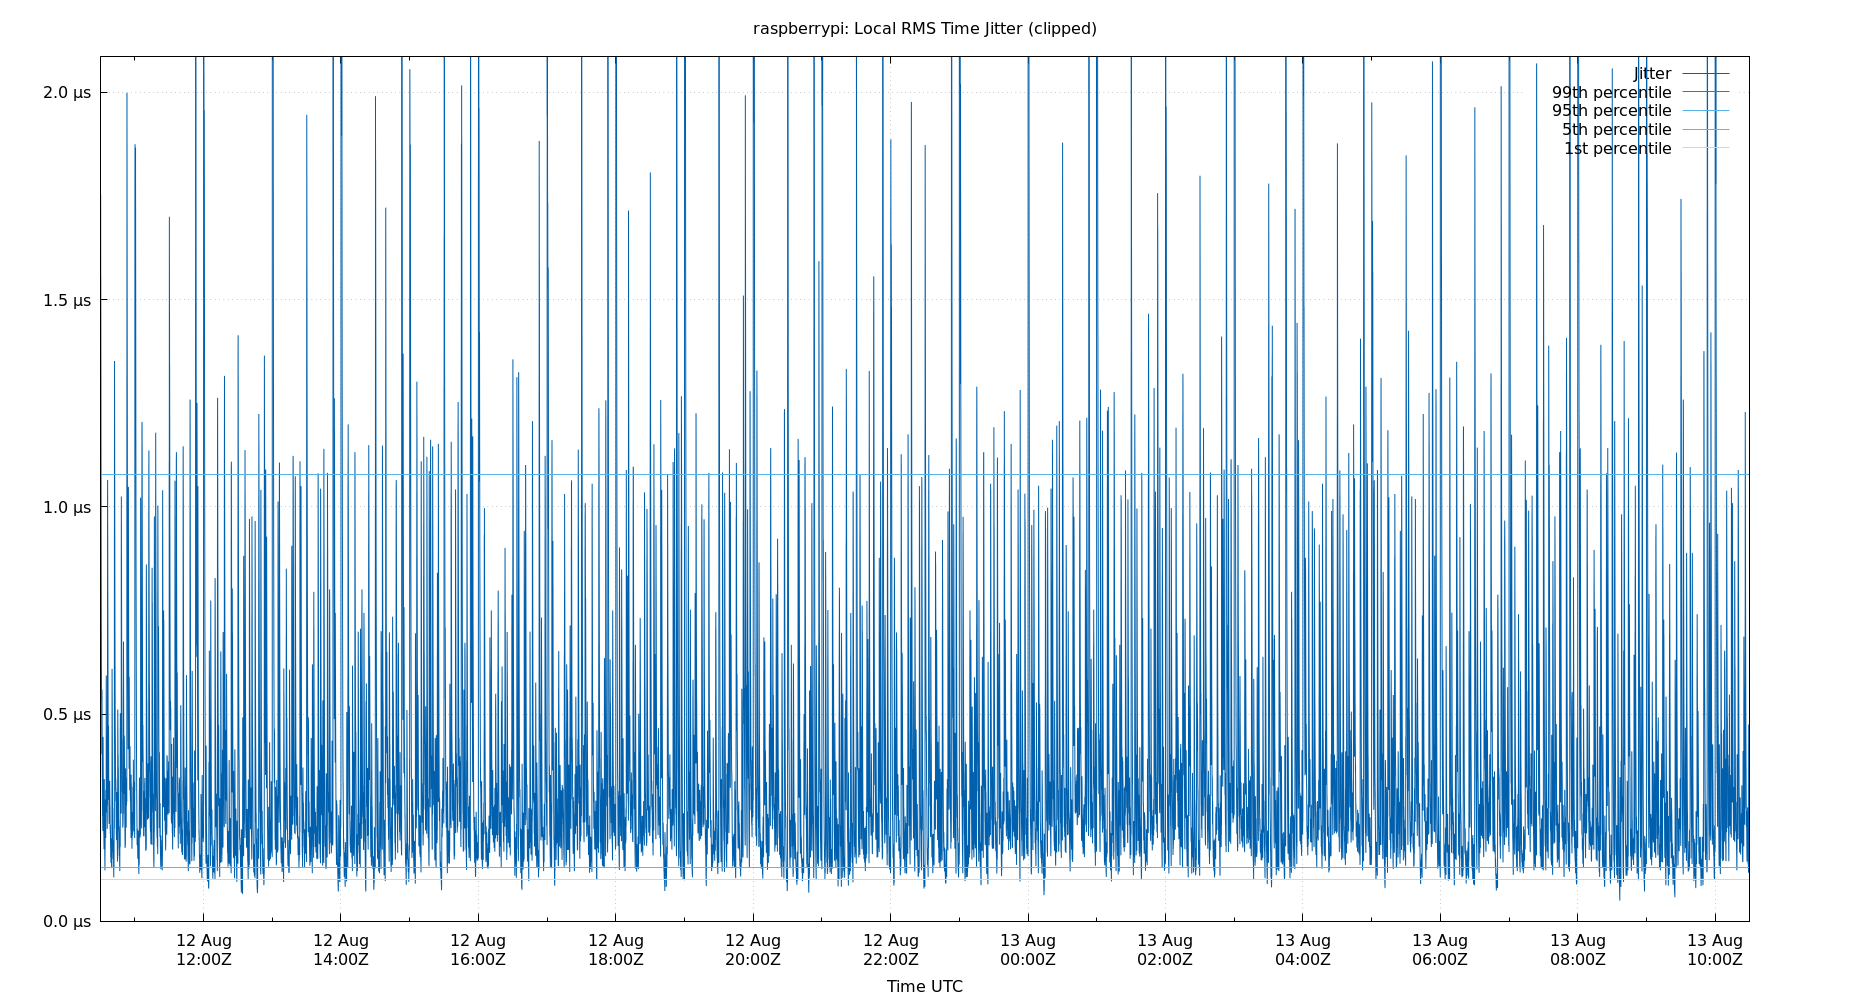 raspberrypi: Local RMS Time Jitter (clipped)
Jitter
99th percentile
95th percentile
5th percentile
1st percentile
2.0 µs
1.5 µs
1.0 µs
0.5 µs
0.0 µs
12 Aug 12 Aug 12 Aug 12 Aug 12 Aug 12 Aug 13 Aug 13 Aug 13 Aug 13 Aug 13 Aug 13 Aug
12:00Z 14:00Z 16:00Z 18:00Z 20:00Z 22:00Z 00:00Z 02:00Z 04:00Z 06:00Z 08:00Z 10:00Z
Time UTC